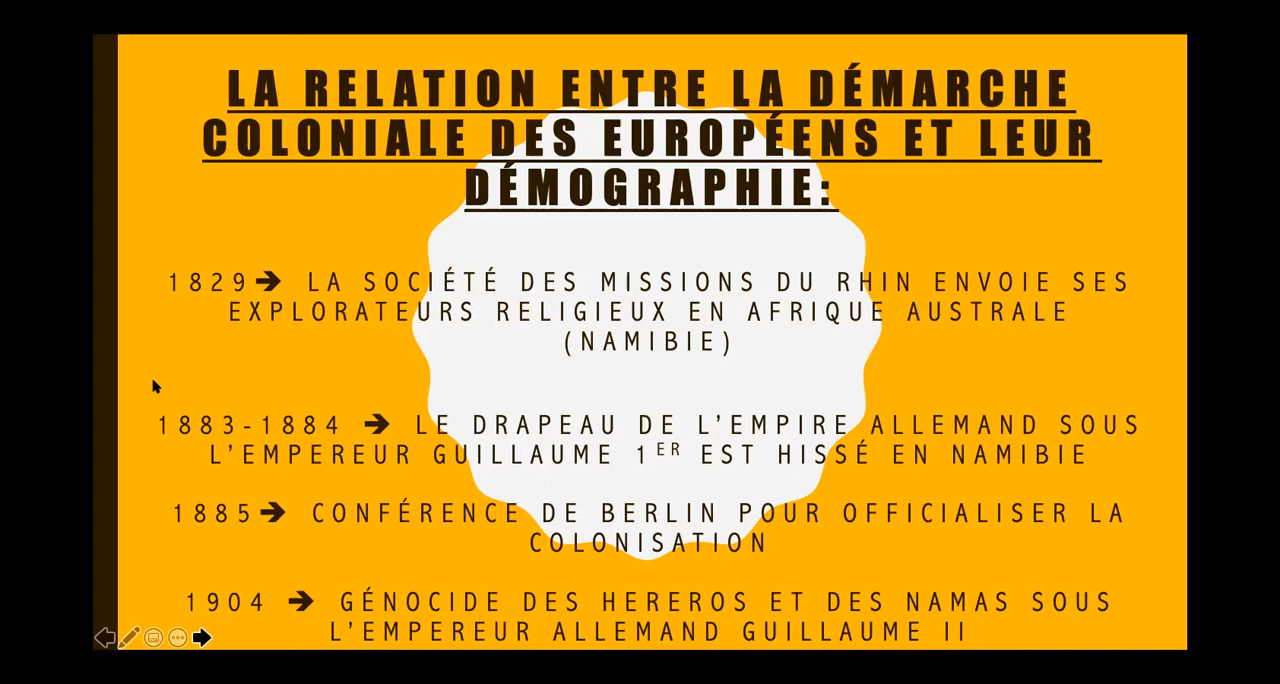 LA RELATION ENTRE LA DÉMARCHE
COLONIALE DES EUROPÉENS ET LEUR
DÉMOGRAPHIE:
1829➔ LA SOCIÉTÉ DES MISSIONS DU RHIN ENVOIE SES
EXPLORATEURS RELIGIEUX EN AFRIQUE AUSTRALE
(NAMIBIE)
1883-1884 ➔ LE DRAPEAU DE L’EMPIRE ALLEMAND SOUS
L’EMPEREUR GUILLAUME 1ER EST HISSÉ EN NAMIBIE
1885➔ CONFÉRENCE DE BERLIN POUR OFFICIALISER LA
COLONISATION
1904 ➔ GÉNOCIDE DES HEREROS ET DES NAMAS SOUS
L’EMPEREUR ALLEMAND GUILLAUME II